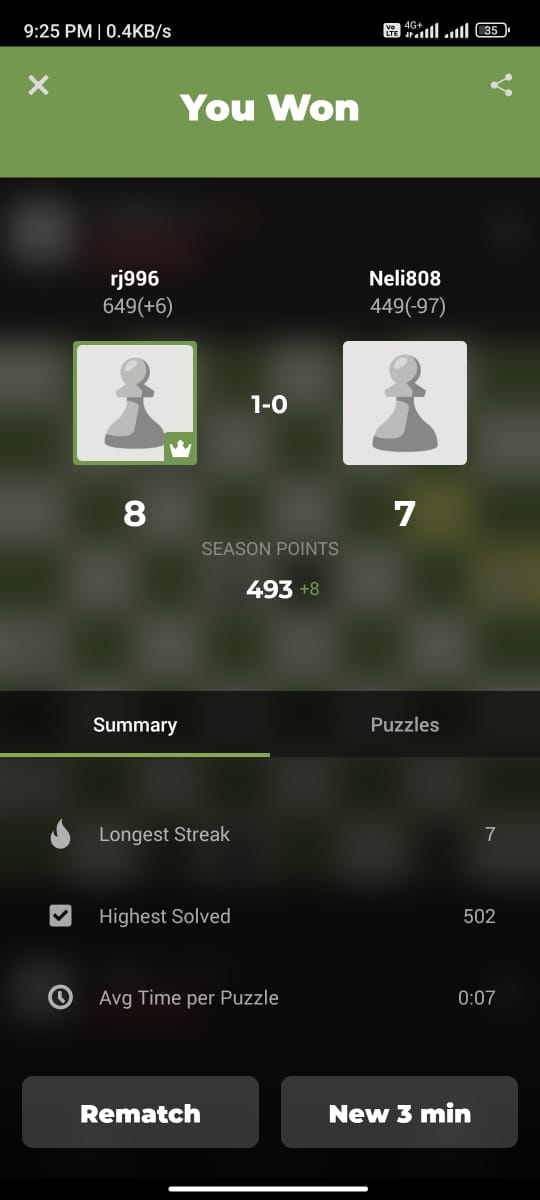 9:25 PM | 0.4KB/s
Vo LTE 4G+ 35
You Won
rj996 Neli808
649(+6) 449(-97)
1-0
8 7
SEASON POINTS
493 +8
Summary Puzzles
Longest Streak 7
Highest Solved 502
Avg Time per Puzzle 0:07
Rematch New 3 min